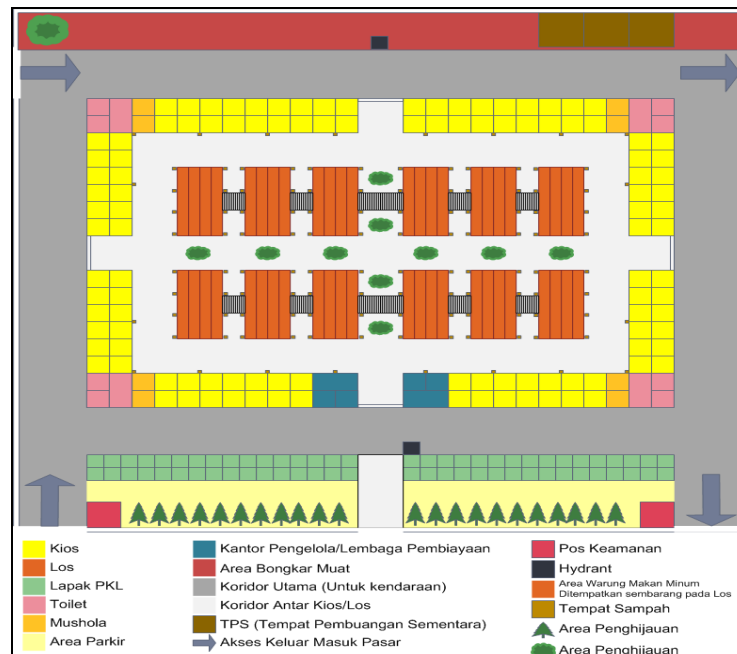 Kios
Los
Lapak PKL
Toilet
Mushola
Area Parkir
Kantor Pengelola/Lembaga Pembiayaan
Area Bongkar Muat
Koridor Utama (Untuk kendaraan)
Koridor Antar Kios/Los
TPS (Tempat Pembuangan Sementara)
Akses Keluar Masuk Pasar
Pos Keamanan
Hydrant
Area Warung Makan Minum
Ditempatkan sembarang pada Los
Tempat Sampah
Area Penghijauan
Area Penghijauan